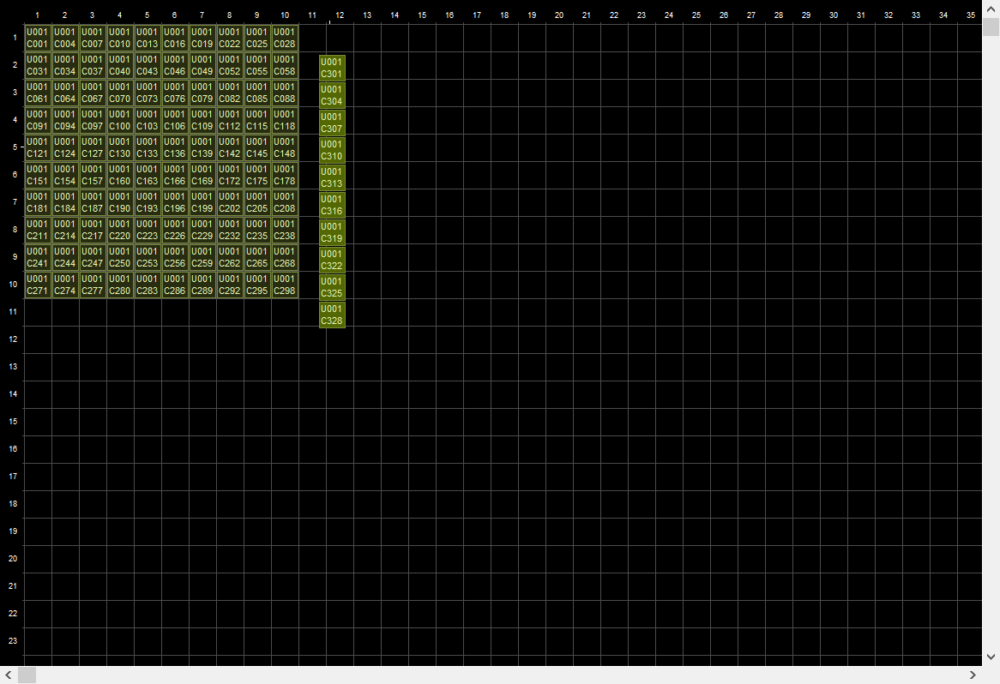 1 2 3 4 5 6 7 8 9 10 11 12 13 14 15 16 17 18 19 20 21 22 23 24 25 26 27 28 29 30 31 32 33 34 35
1 U001 U001 U001 U001 U001 U001 U001 U001 U001 U001
C001 C004 C007 C010 C013 C016 C019 C022 C025 C028
2 U001 U001 U001 U001 U001 U001 U001 U001 U001 U001 U001
C031 C034 C037 C040 C043 C046 C049 C052 C055 C058 C301
3 U001 U001 U001 U001 U001 U001 U001 U001 U001 U001 U001
C061 C064 C067 C070 C073 C076 C079 C082 C085 C088 C304
4 U001 U001 U001 U001 U001 U001 U001 U001 U001 U001 U001
C091 C094 C097 C100 C103 C106 C109 C112 C115 C118 C307
5 U001 U001 U001 U001 U001 U001 U001 U001 U001 U001 U001
C121 C124 C127 C130 C133 C136 C139 C142 C145 C148 C310
6 U001 U001 U001 U001 U001 U001 U001 U001 U001 U001 U001
C151 C154 C157 C160 C163 C166 C169 C172 C175 C178 C313
7 U001 U001 U001 U001 U001 U001 U001 U001 U001 U001 U001
C181 C184 C187 C190 C193 C196 C199 C202 C205 C208 C316
8 U001 U001 U001 U001 U001 U001 U001 U001 U001 U001 U001
C211 C214 C217 C220 C223 C226 C229 C232 C235 C238 C319
9 U001 U001 U001 U001 U001 U001 U001 U001 U001 U001 U001
C241 C244 C247 C250 C253 C256 C259 C262 C265 C268 C322
10 U001 U001 U001 U001 U001 U001 U001 U001 U001 U001 U001
C271 C274 C277 C280 C283 C286 C289 C292 C295 C298 C325
11 U001
C328
12
13
14
15
16
17
18
19
20
21
22
23